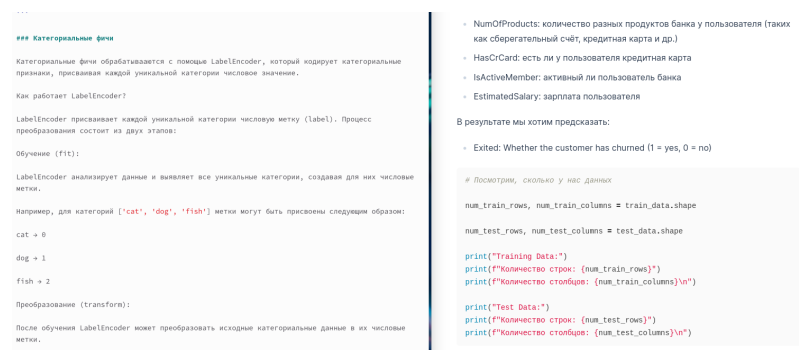 ### Категориальные фичи
Категориальные фичи обрабатываются с помощью LabelEncoder, который кодирует категориальные
признаки, присваивая каждой уникальной категории числовое значение.
Как работает LabelEncoder?
LabelEncoder присваивает каждой уникальной категории числовую метку (label). Процесс
преобразования состоит из двух этапов:
Обучение (fit):
LabelEncoder анализирует данные и выявляет все уникальные категории, создавая для них числовые
метки.
Например, для категорий ['cat', 'dog', 'fish'] метки могут быть присвоены следующим образом:
cat → 0
dog → 1
fish → 2
Преобразование (transform):
После обучения LabelEncoder может преобразовать исходные категориальные данные в их числовые
метки.
NumOfProducts: количество разных продуктов банка у пользователя (таких
как сберегательный счёт, кредитная карта и др.)
HasCrCard: есть ли у пользователя кредитная карта
IsActiveMember: активный ли пользователь банка
EstimatedSalary: зарплата пользователя
В результате мы хотим предсказать:
Exited: Whether the customer has churned (1 = yes, 0 = no)
# Посмотрим, сколько у нас данных
num_train_rows, num_train_columns = train_data.shape
num_test_rows, num_test_columns = test_data.shape
print("Training Data:")
print(f"Количество строк: {num_train_rows}")
print(f"Количество столбцов: {num_train_columns}\n")
print("Test Data:")
print(f"Количество строк: {num_test_rows}")
print(f"Количество столбцов: {num_test_columns}\n")